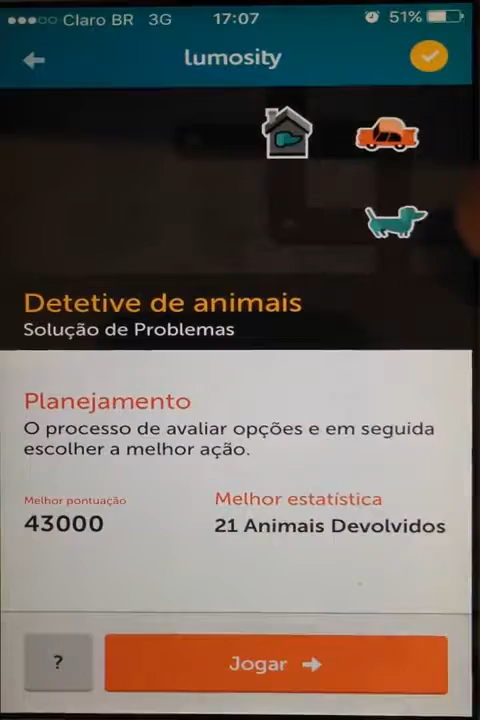 Claro BR 3G 17:07 51%
lumosity
Detetive de animais
Solução de Problemas
Planejamento
O processo de avaliar opções e em seguida
escolher a melhor ação.
Melhor pontuação
43000
Melhor estatística
21 Animais Devolvidos
?
Jogar